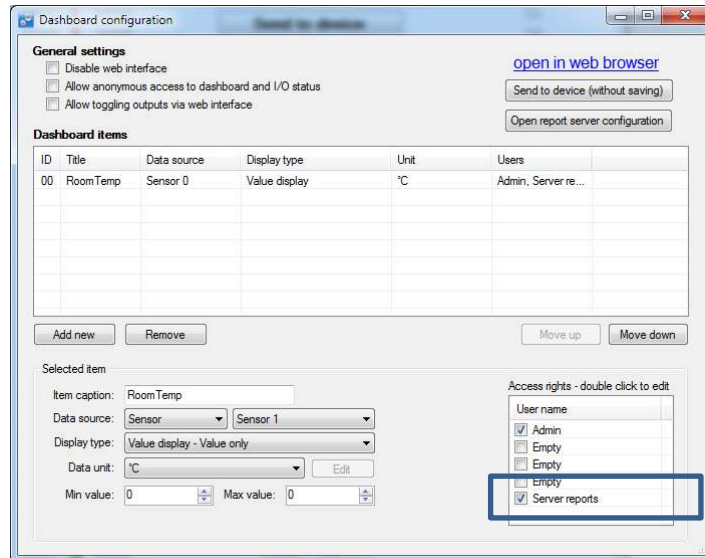 Dashboard configuration
General settings
Disable web interface
Allow anonymous access to dashboard and I/O status
Allow toggling outputs via web interface
open in web browser
Send to device (without saving)
Open report server configuration
Dashboard items
ID Title Data source Display type Unit Users
00 RoomTemp Sensor 0 Value display °C Admin, Server re...
Add new Remove Move up Move down
Selected item
Item caption: RoomTemp
Data source: Sensor Sensor 1
Display type: Value display - Value only
Data unit: °C Edit
Min value: 0 Max value: 0
Access rights - double click to edit
User name
Admin
Empty
Empty
Empty
Server reports